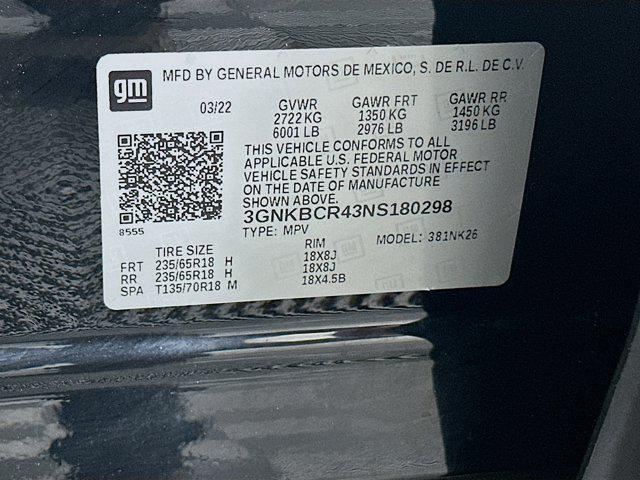 gm
MFD BY GENERAL MOTORS DE MEXICO, S. DE R.L. DE C.V.
03/22 GVWR GAWR FRT GAWR RR
2722 KG 1350 KG 1450 KG
6001 LB 2976 LB 3196 LB
THIS VEHICLE CONFORMS TO ALL
APPLICABLE U.S. FEDERAL MOTOR
VEHICLE SAFETY STANDARDS IN EFFECT
ON THE DATE OF MANUFACTURE
SHOWN ABOVE.
3GNKBCR43NS180298
8555
TYPE: MPV MODEL: 381NK26
TIRE SIZE RIM
FRT 235/65R18 H 18X8J
RR 235/65R18 H 18X8J
SPA T135/70R18 M 18X4.5B